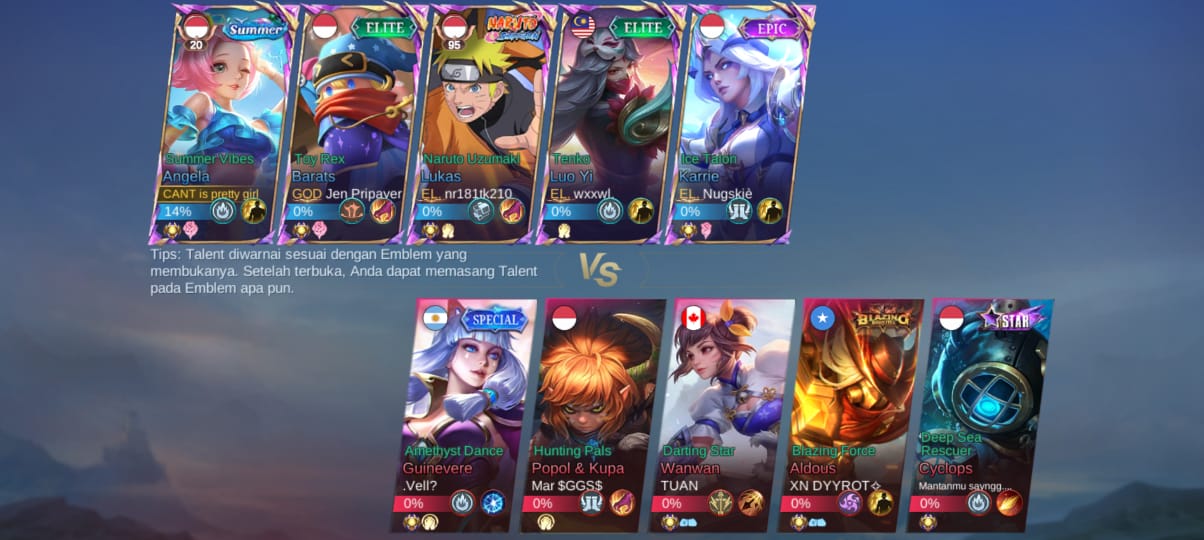 Summer
ELITE
NARUTO
ELITE
EPIC
20
95
Summer Vibes
Angela
CANT is pretty girl
14%
Toy Rex
Barats
GOD Jen Pripayer
0%
Naruto Uzumaki
Lukas
EL. nr181tk210
0%
Tenko
Luo Yi
EL. wxxwl.
0%
Ice Talon
Karrie
EL. Nugskiè
0%
Tips: Talent diwarnai sesuai dengan Emblem yang
membukanya. Setelah terbuka, Anda dapat memasang Talent
pada Emblem apa pun.
VS
SPECIAL
BLAZING
STAR
Amethyst Dance
Guinevere
.Vell?
0%
Hunting Pals
Popol & Kupa
Mar $GG$$
0%
Darting Star
Wanwan
TUAN
0%
Blazing Force
Aldous
XN DYYROT✧
0%
Deep Sea
Rescuer
Cyclops
Mantanmu sayngg....
0%